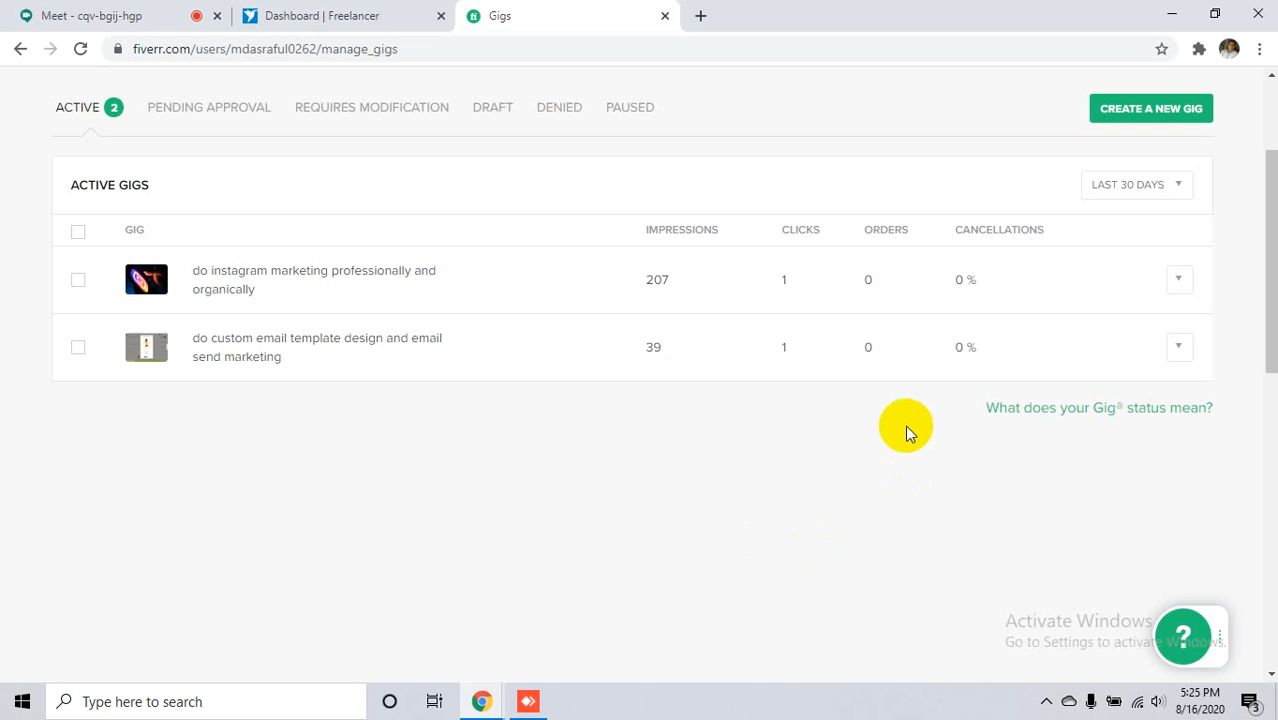 Meet - cqv-bgij-hgp
Dashboard | Freelancer
fi Gigs
fiverr.com/users/mdasraful0262/manage_gigs
ACTIVE 2 PENDING APPROVAL REQUIRES MODIFICATION DRAFT DENIED PAUSED
CREATE A NEW GIG
ACTIVE GIGS
LAST 30 DAYS
GIG IMPRESSIONS CLICKS ORDERS CANCELLATIONS
do instagram marketing professionally and
organically
207 1 0 0 %
do custom email template design and email
send marketing
39 1 0 0 %
What does your Gig® status mean?
Activate Windows
Go to Settings to activate Windows.
?
Type here to search
5:25 PM
8/16/2020
3